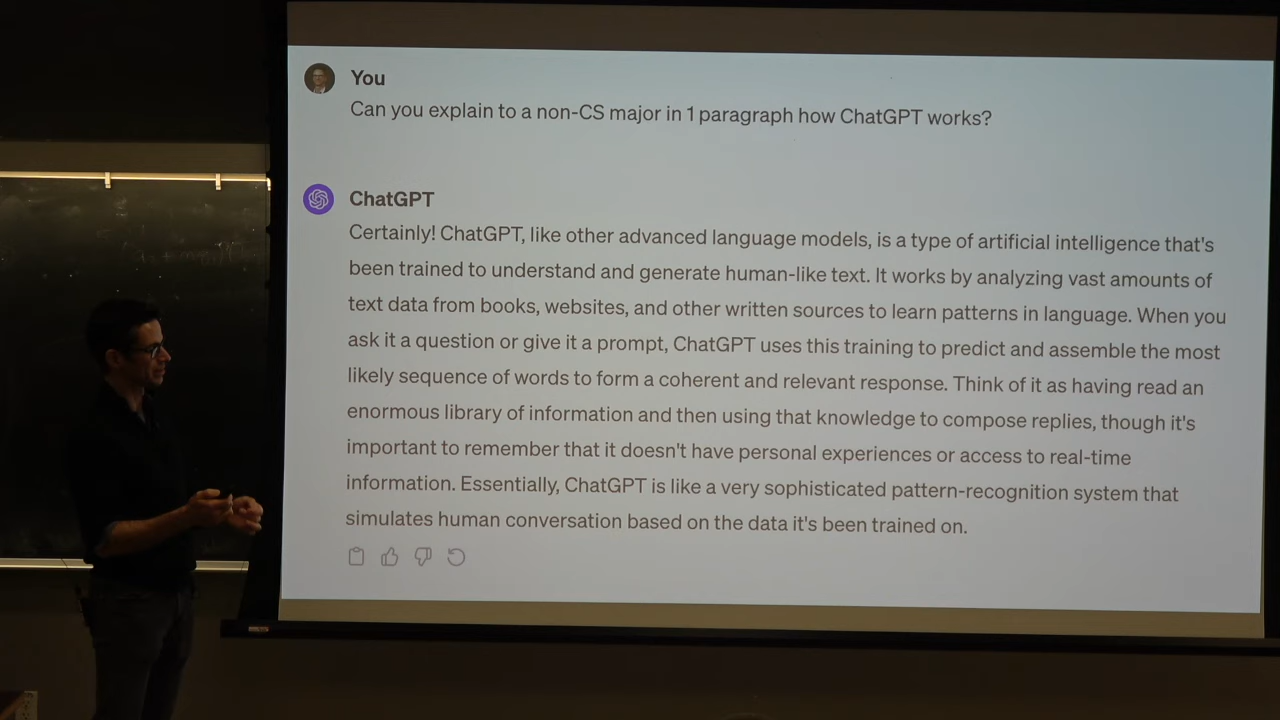 You
Can you explain to a non-CS major in 1 paragraph how ChatGPT works?
ChatGPT
Certainly! ChatGPT, like other advanced language models, is a type of artificial intelligence that's
been trained to understand and generate human-like text. It works by analyzing vast amounts of
text data from books, websites, and other written sources to learn patterns in language. When you
ask it a question or give it a prompt, ChatGPT uses this training to predict and assemble the most
likely sequence of words to form a coherent and relevant response. Think of it as having read an
enormous library of information and then using that knowledge to compose replies, though it's
important to remember that it doesn't have personal experiences or access to real-time
information. Essentially, ChatGPT is like a very sophisticated pattern-recognition system that
simulates human conversation based on the data it's been trained on.